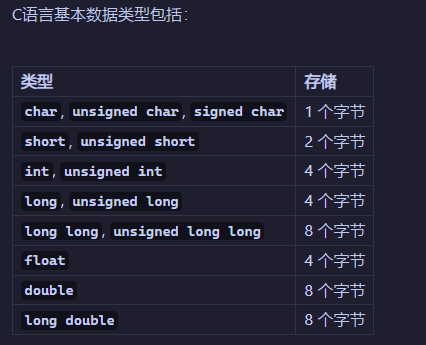 C语言基本数据类型包括：
类型 存储
char, unsigned char, signed char 1 个字节
short, unsigned short 2 个字节
int, unsigned int 4 个字节
long, unsigned long 4 个字节
long long, unsigned long long 8 个字节
float 4 个字节
double 8 个字节
long double 8 个字节